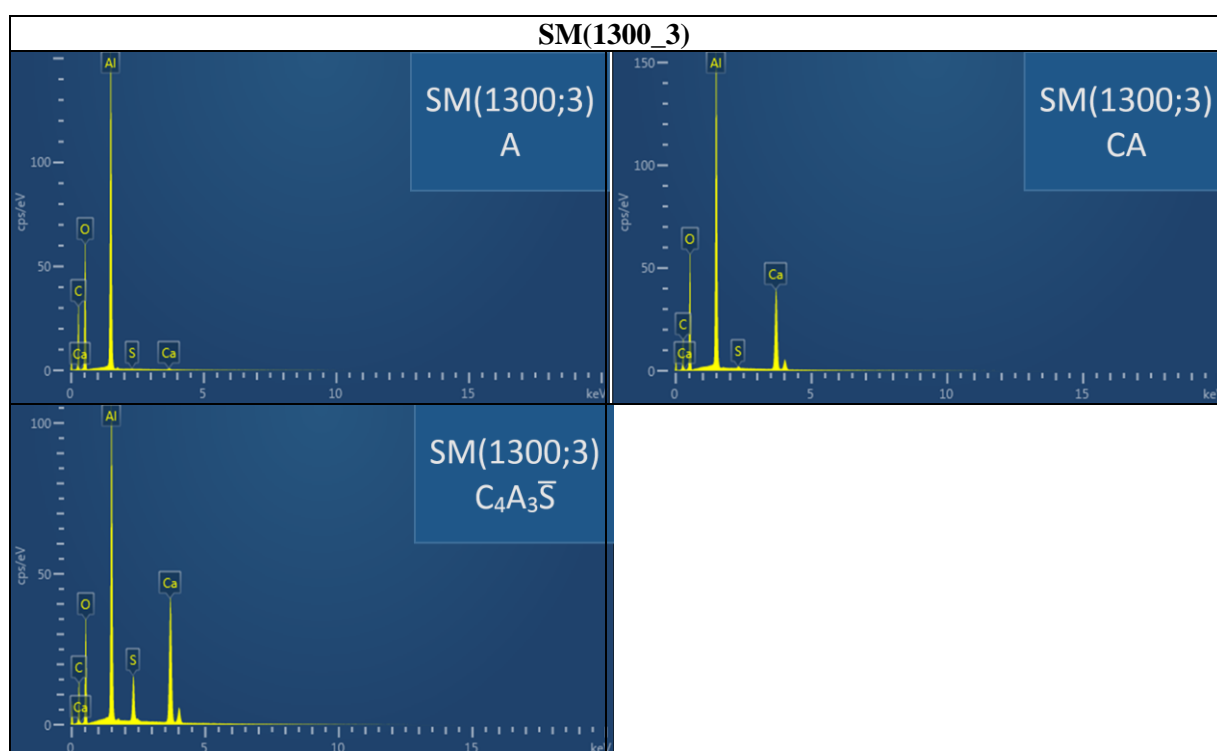 SM(1300_3)
Al
SM(1300;3)
A
100
cps/eV
O
50
C
Ca
S
Ca
0
0
5
10
15
keV
150
Al
SM(1300;3)
CA
100
cps/eV
O
50
Ca
C
Ca
S
0
0
5
10
15
keV
100
Al
SM(1300;3)
C₄A₃S̅
cps/eV
50
Ca
O
C
S
Ca
0
0
5
10
15
keV